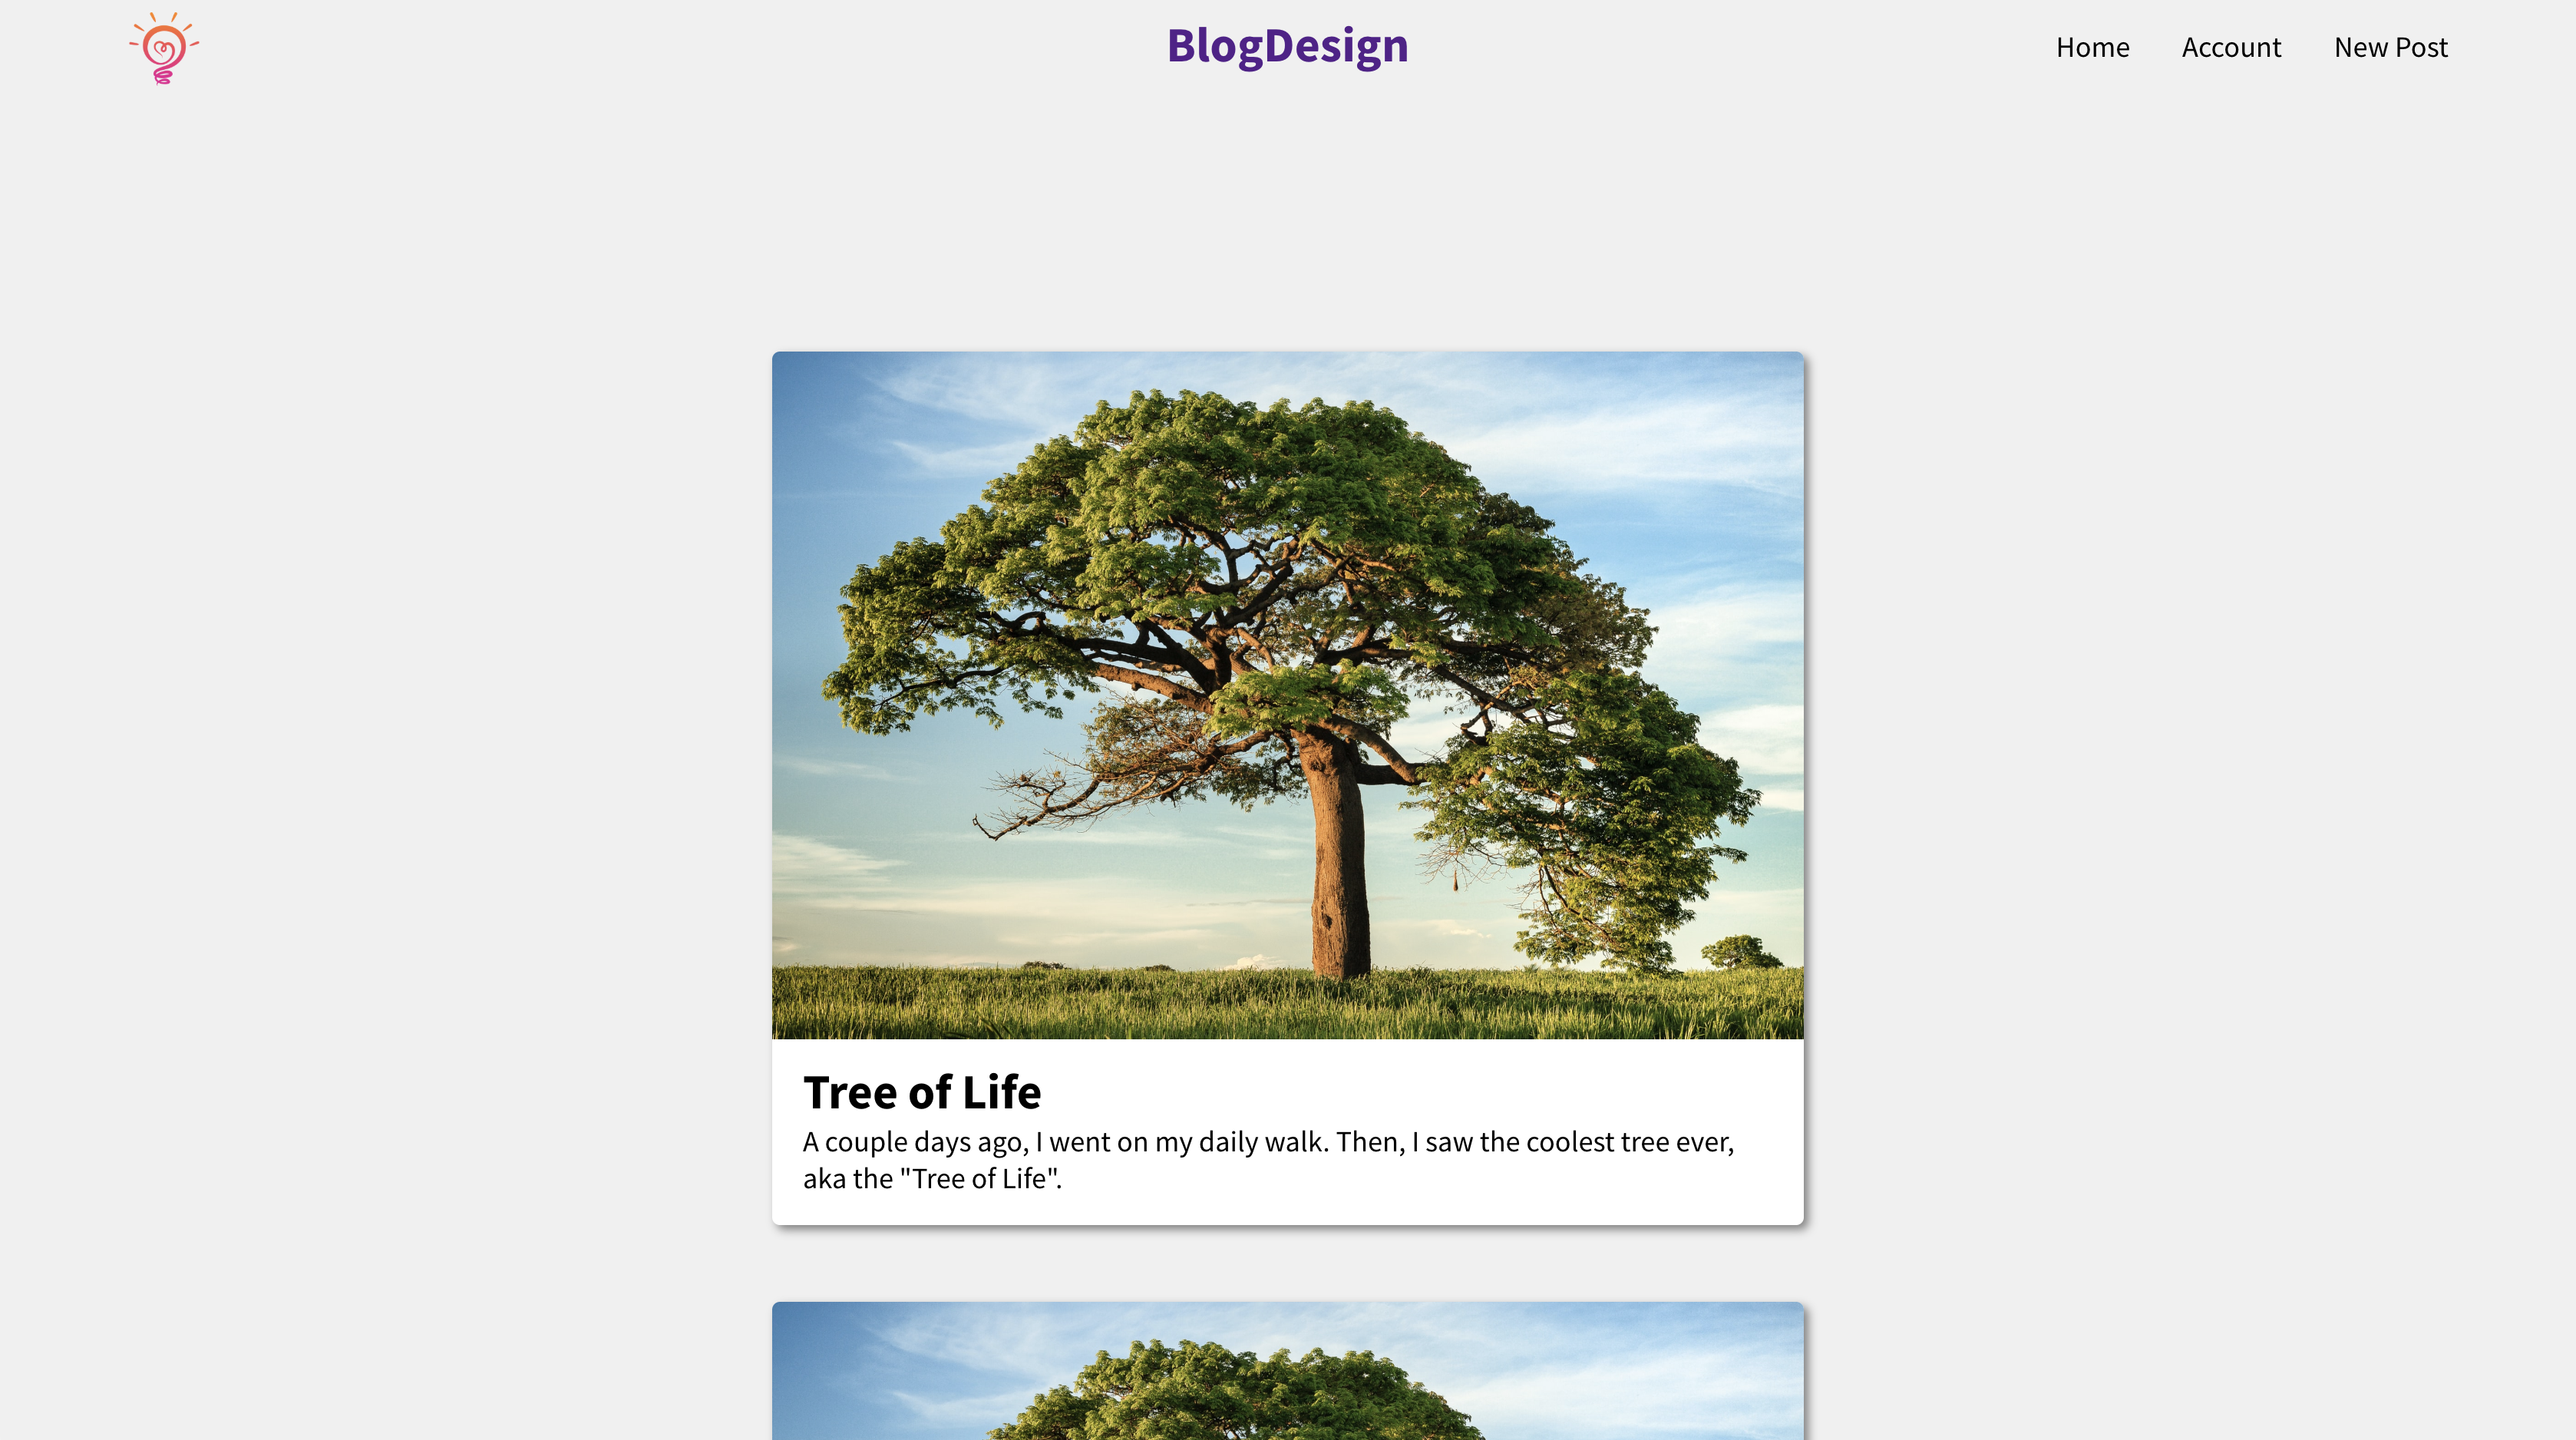 BlogDesign
Home Account New Post
Tree of Life
A couple days ago, I went on my daily walk. Then, I saw the coolest tree ever,
aka the "Tree of Life".